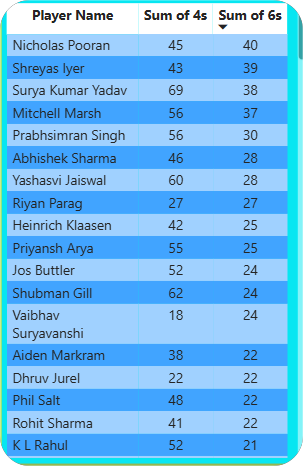 Player Name Sum of 4s Sum of 6s
Nicholas Pooran 45 40
Shreyas Iyer 43 39
Surya Kumar Yadav 69 38
Mitchell Marsh 56 37
Prabhsimran Singh 56 30
Abhishek Sharma 46 28
Yashasvi Jaiswal 60 28
Riyan Parag 27 27
Heinrich Klaasen 42 25
Priyansh Arya 55 25
Jos Buttler 52 24
Shubman Gill 62 24
Vaibhav 18 24
Suryavanshi
Aiden Markram 38 22
Dhruv Jurel 22 22
Phil Salt 48 22
Rohit Sharma 41 22
K L Rahul 52 21